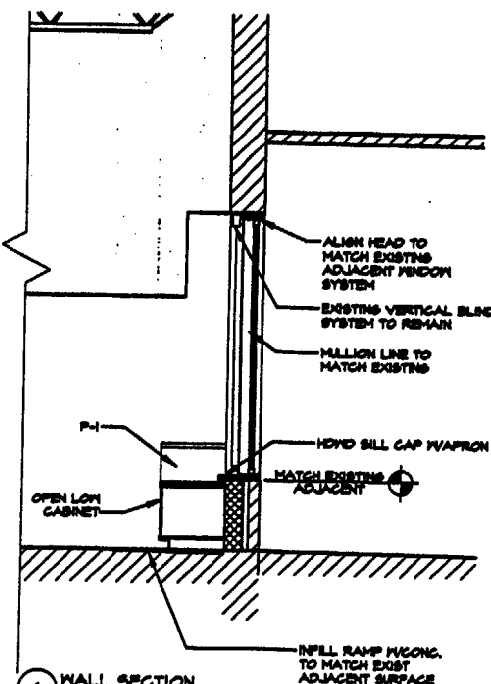 ALIGN HEAD TO
MATCH EXISTING
ADJACENT WINDOW
SYSTEM
EXISTING VERTICAL BLIND
SYSTEM TO REMAIN
MULLION LINE TO
MATCH EXISTING
P-1
HDWD SILL CAP W/APRON
MATCH EXISTING
ADJACENT
OPEN LOW
CABINET
INFILL RAMP W/CONC.
TO MATCH EXIST
ADJACENT SURFACE
WALL SECTION